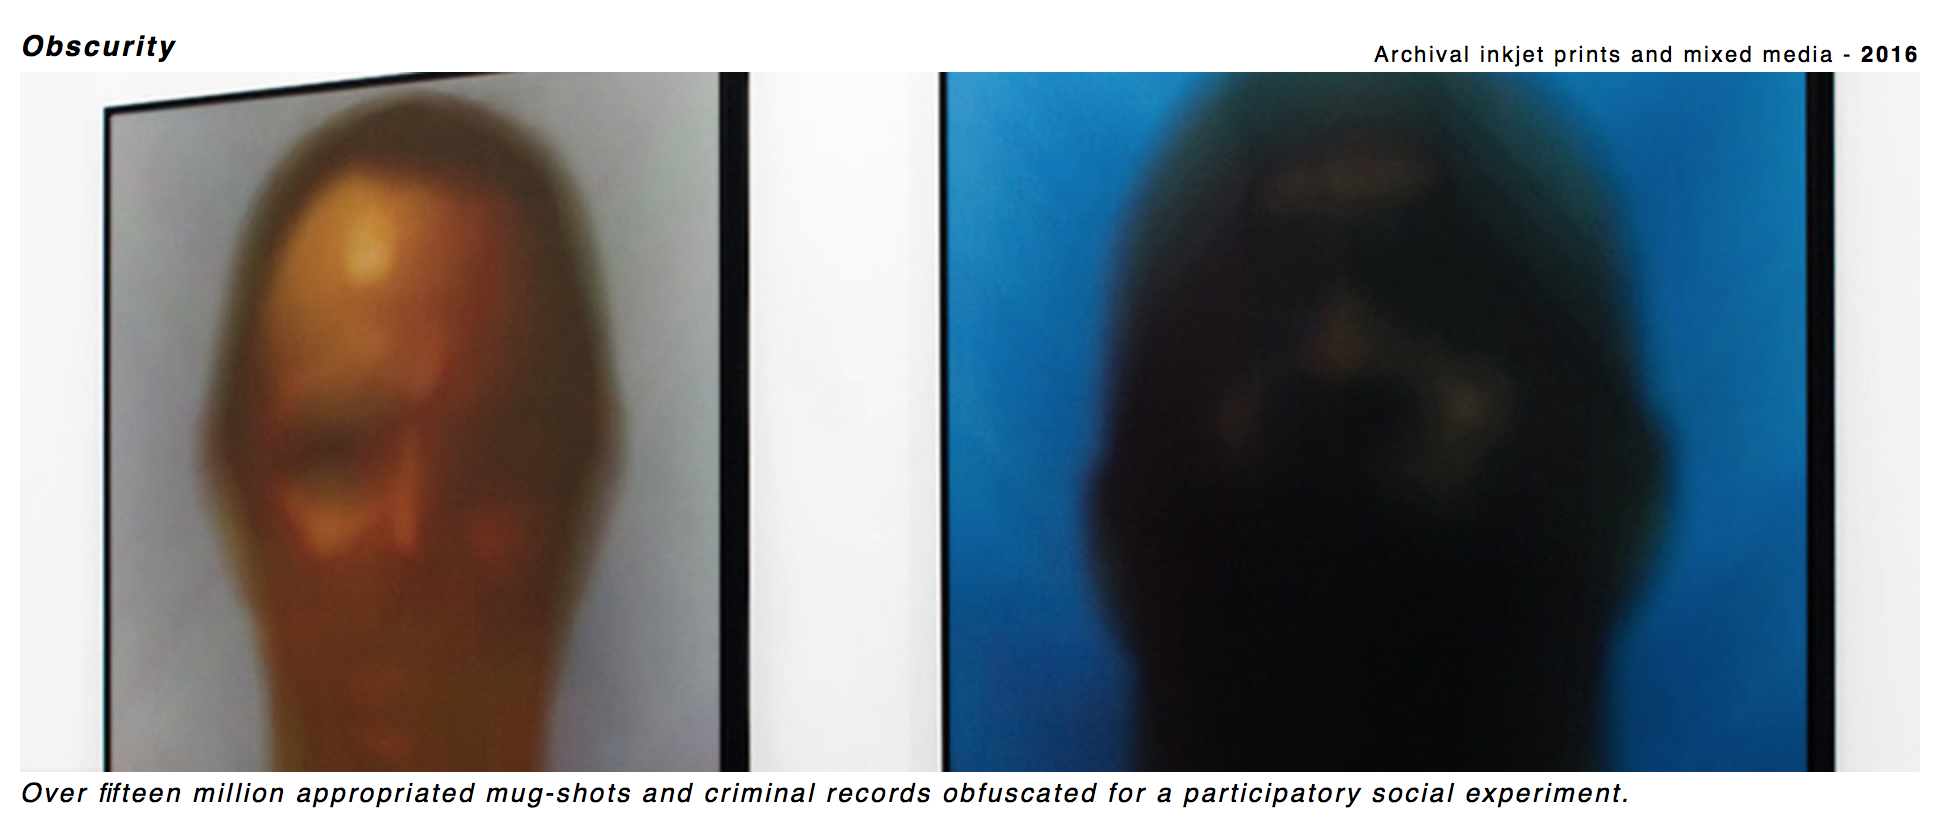 Obscurity
Archival inkjet prints and mixed media - 2016
Over fifteen million appropriated mug-shots and criminal records obfuscated for a participatory social experiment.